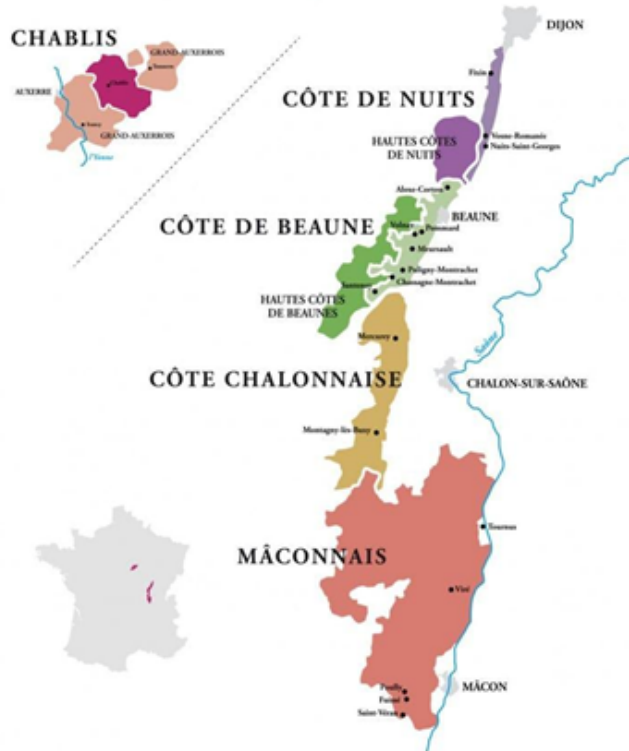 CHABLIS
GRAND-AUXERROIS
Chablis
AUXERRE
GRAND-AUXERROIS
l'Yonne
DIJON
Fixin
CÔTE DE NUITS
HAUTES CÔTES
DE NUITS
Vosne-Romanée
Nuits-Saint-Georges
Aloxe-Corton
BEAUNE
CÔTE DE BEAUNE
Volnay
Pommard
Meursault
Puligny-Montrachet
Chassagne-Montrachet
Santenay
HAUTES CÔTES
DE BEAUNES
Saône
Mercurey
CÔTE CHALONNAISE
CHALON-SUR-SAÔNE
Montagny-lès-Buxy
Tournus
MÂCONNAIS
Viré
MÂCON
Pouilly
Fuissé
Saint-Véran